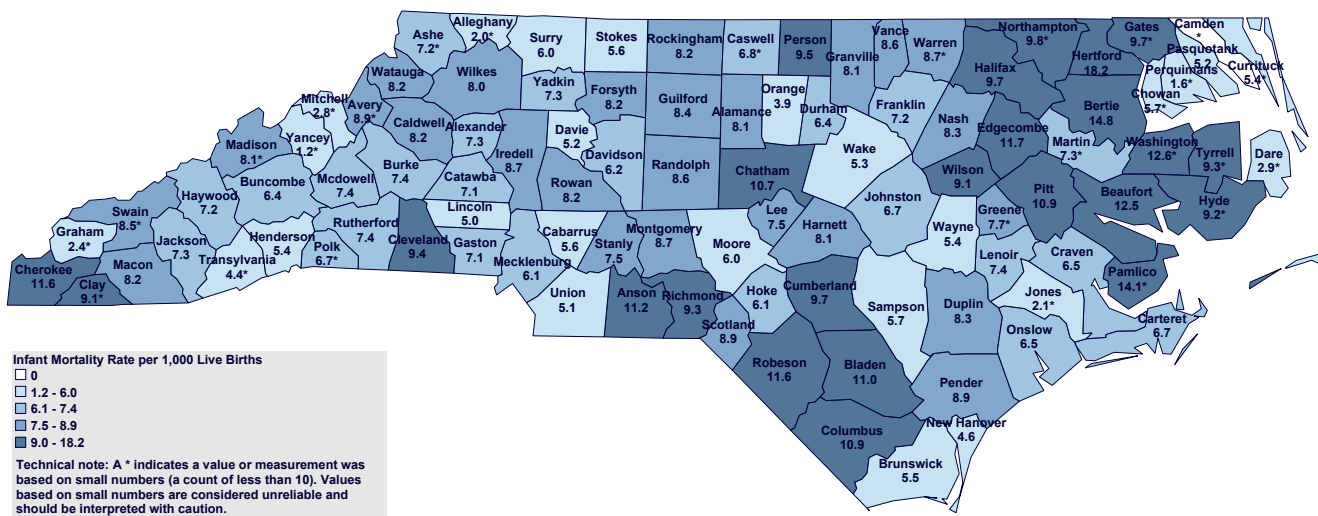 Alleghany
2.0*
Ashe
7.2*
Surry
6.0
Stokes
5.6
Rockingham
8.2
Caswell
6.8*
Person
9.5
Granville
8.1
Vance
8.6
Warren
8.7*
Northampton
9.8*
Gates
9.7*
Camden
*
Pasquotank
5.2
Currituck
5.4*
Perquimans
1.6*
Chowan
5.7*
Hertford
18.2
Halifax
9.7
Bertie
14.8
Watauga
8.2
Wilkes
8.0
Yadkin
7.3
Forsyth
8.2
Guilford
8.4
Alamance
8.1
Orange
3.9
Durham
6.4
Franklin
7.2
Nash
8.3
Edgecombe
11.7
Martin
7.3*
Washington
12.6*
Tyrrell
9.3*
Dare
2.9*
Mitchell
2.8*
Avery
8.9*
Caldwell
8.2
Alexander
7.3
Iredell
8.7
Davie
5.2
Davidson
6.2
Randolph
8.6
Chatham
10.7
Wake
5.3
Wilson
9.1
Pitt
10.9
Beaufort
12.5
Hyde
9.2*
Madison
8.1*
Yancey
1.2*
Buncombe
6.4
Mcdowell
7.4
Burke
7.4
Catawba
7.1
Rowan
8.2
Haywood
7.2
Swain
8.5*
Graham
2.4*
Jackson
7.3
Henderson
5.4
Transylvania
4.4*
Polk
6.7*
Rutherford
7.4
Cleveland
9.4
Lincoln
5.0
Gaston
7.1
Mecklenburg
6.1
Cabarrus
5.6
Stanly
7.5
Montgomery
8.7
Moore
6.0
Lee
7.5
Harnett
8.1
Johnston
6.7
Wayne
5.4
Greene
7.7*
Lenoir
7.4
Craven
6.5
Pamlico
14.1*
Cherokee
11.6
Clay
9.1*
Macon
8.2
Union
5.1
Anson
11.2
Richmond
9.3
Scotland
8.9
Hoke
6.1
Cumberland
9.7
Sampson
5.7
Duplin
8.3
Jones
2.1*
Onslow
6.5
Carteret
6.7
Robeson
11.6
Bladen
11.0
Pender
8.9
Columbus
10.9
New Hanover
4.6
Brunswick
5.5
Infant Mortality Rate per 1,000 Live Births
0
1.2 - 6.0
6.1 - 7.4
7.5 - 8.9
9.0 - 18.2
Technical note: A * indicates a value or measurement was
based on small numbers (a count of less than 10). Values
based on small numbers are considered unreliable and
should be interpreted with caution.